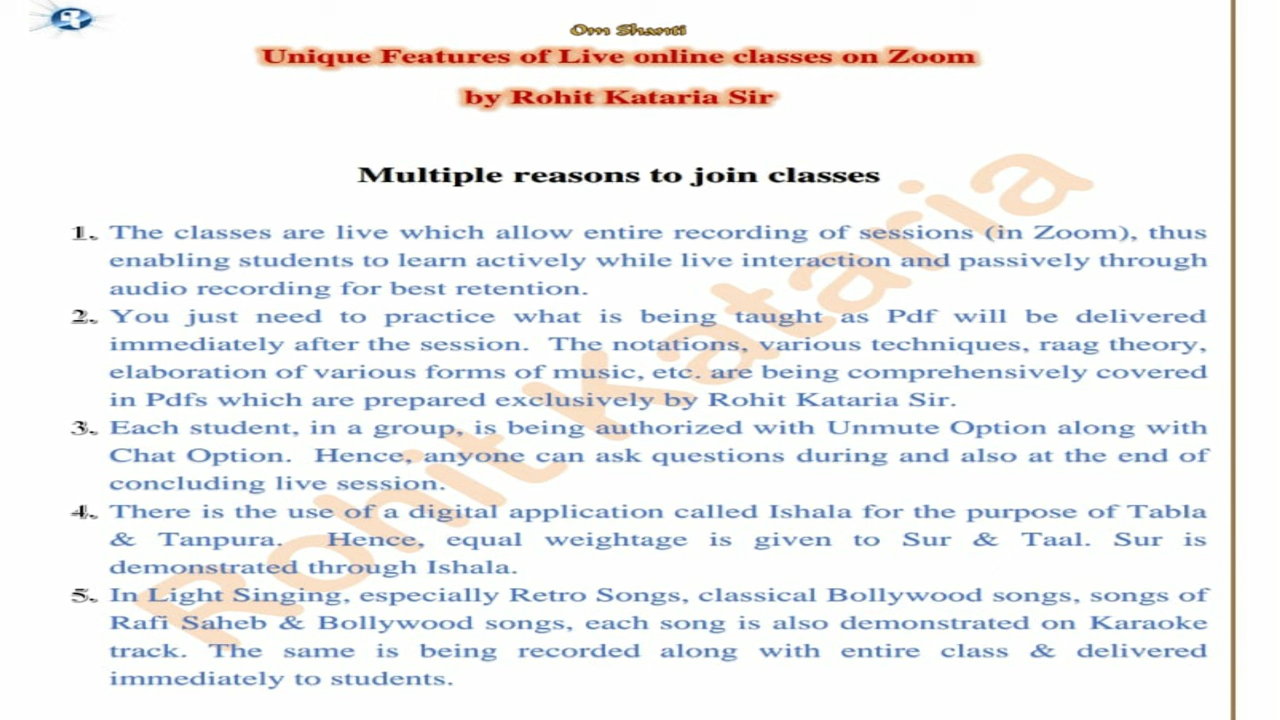 Om Shanti
Unique Features of Live online classes on Zoom
by Rohit Kataria Sir
Multiple reasons to join classes
1. The classes are live which allow entire recording of sessions (in Zoom), thus
enabling students to learn actively while live interaction and passively through
audio recording for best retention.
2. You just need to practice what is being taught as Pdf will be delivered
immediately after the session. The notations, various techniques, raag theory,
elaboration of various forms of music, etc. are being comprehensively covered
in Pdfs which are prepared exclusively by Rohit Kataria Sir.
3. Each student, in a group, is being authorized with Unmute Option along with
Chat Option. Hence, anyone can ask questions during and also at the end of
concluding live session.
4. There is the use of a digital application called Ishala for the purpose of Tabla
& Tanpura. Hence, equal weightage is given to Sur & Taal. Sur is
demonstrated through Ishala.
5. In Light Singing, especially Retro Songs, classical Bollywood songs, songs of
Rafi Saheb & Bollywood songs, each song is also demonstrated on Karaoke
track. The same is being recorded along with entire class & delivered
immediately to students.
Rohit Kataria